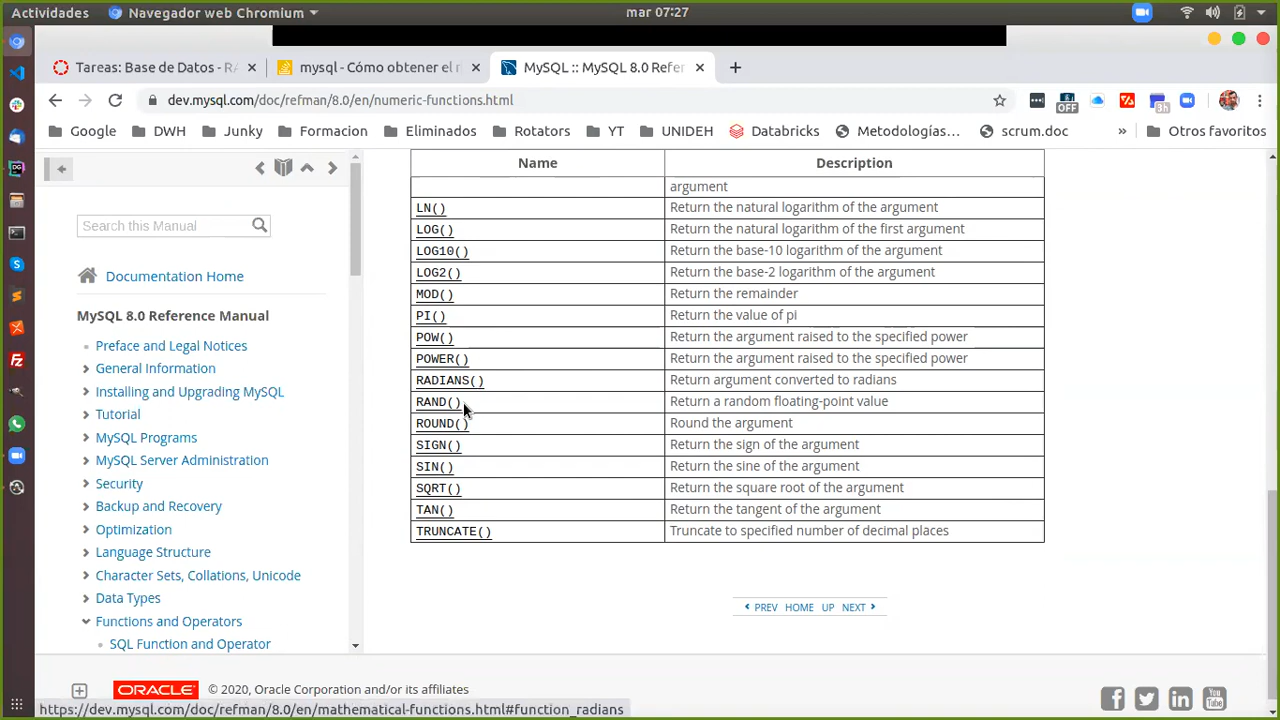 Actividades Navegador web Chromium mar 07:27
Tareas: Base de Datos - RA mysql - Cómo obtener el n MySQL :: MySQL 8.0 Refer
dev.mysql.com/doc/refman/8.0/en/numeric-functions.html OFF 3h
Google DWH Junky Formacion Eliminados Rotators YT UNIDEH Databricks Metodologías... scrum.doc » Otros favoritos
Search this Manual
Documentation Home
MySQL 8.0 Reference Manual
Preface and Legal Notices
General Information
Installing and Upgrading MySQL
Tutorial
MySQL Programs
MySQL Server Administration
Security
Backup and Recovery
Optimization
Language Structure
Character Sets, Collations, Unicode
Data Types
Functions and Operators
SQL Function and Operator
Name Description
argument
LN() Return the natural logarithm of the argument
LOG() Return the natural logarithm of the first argument
LOG10() Return the base-10 logarithm of the argument
LOG2() Return the base-2 logarithm of the argument
MOD() Return the remainder
PI() Return the value of pi
POW() Return the argument raised to the specified power
POWER() Return the argument raised to the specified power
RADIANS() Return argument converted to radians
RAND() Return a random floating-point value
ROUND() Round the argument
SIGN() Return the sign of the argument
SIN() Return the sine of the argument
SQRT() Return the square root of the argument
TAN() Return the tangent of the argument
TRUNCATE() Truncate to specified number of decimal places
PREV HOME UP NEXT
ORACLE © 2020, Oracle Corporation and/or its affiliates
https://dev.mysql.com/doc/refman/8.0/en/mathematical-functions.html#function_radians